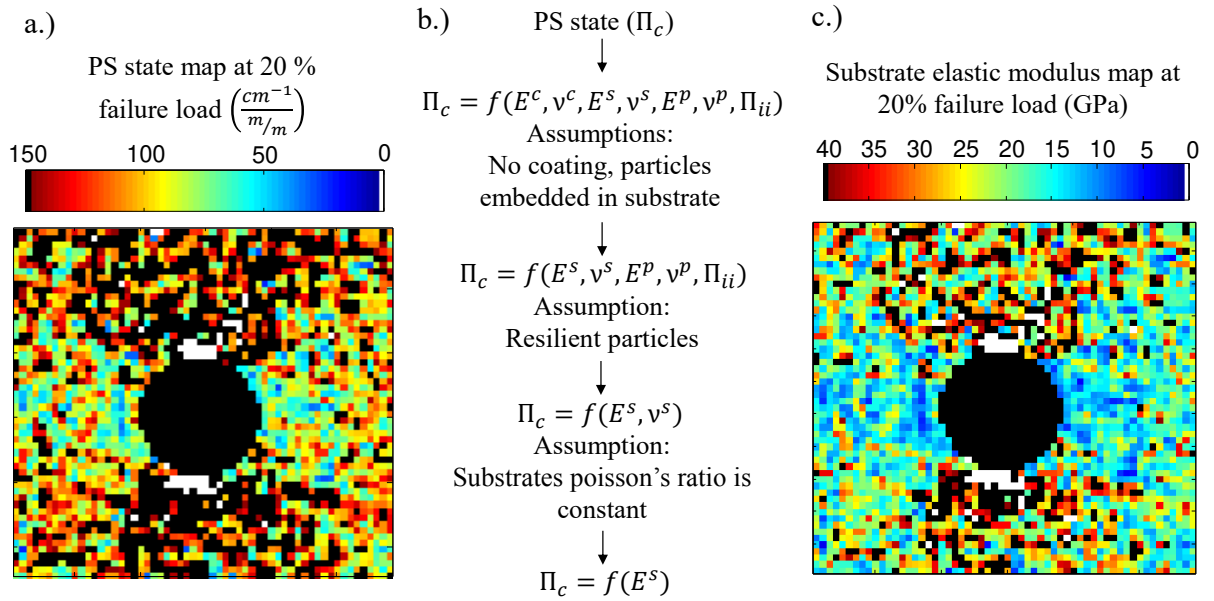 a.)
PS state map at 20 %
failure load (cm⁻¹ / m/m)
150 100 50 0
b.)
PS state (Π_c)
Π_c = f(E^c, ν^c, E^s, ν^s, E^p, ν^p, Π_ii)
Assumptions:
No coating, particles
embedded in substrate
Π_c = f(E^s, ν^s, E^p, ν^p, Π_ii)
Assumption:
Resilient particles
Π_c = f(E^s, ν^s)
Assumption:
Substrates poisson's ratio is
constant
Π_c = f(E^s)
c.)
Substrate elastic modulus map at
20% failure load (GPa)
40 35 30 25 20 15 10 5 0